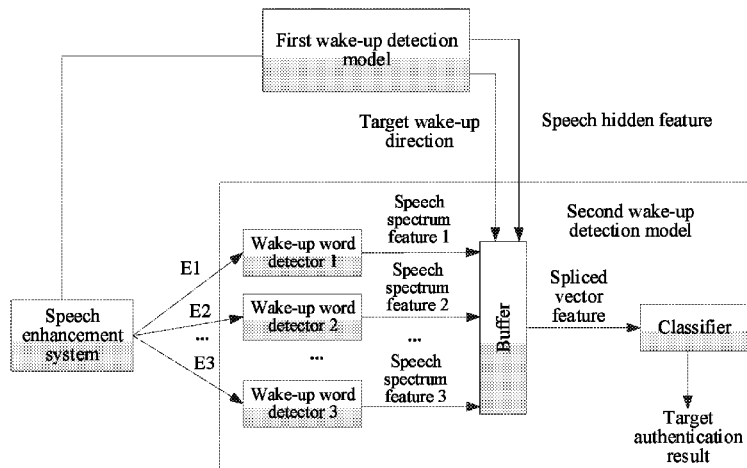 First wake-up detection
model
Target wake-up
direction
Speech hidden feature
Second wake-up
detection model
Speech
spectrum
feature 1
Wake-up word
detector 1
E1
Speech
enhancement
system
E2
...
E3
Wake-up word
detector 2
...
Wake-up word
detector 3
Speech
spectrum
feature 2
...
Speech
spectrum
feature 3
Buffer
Spliced
vector
feature
Classifier
Target
authentication
result